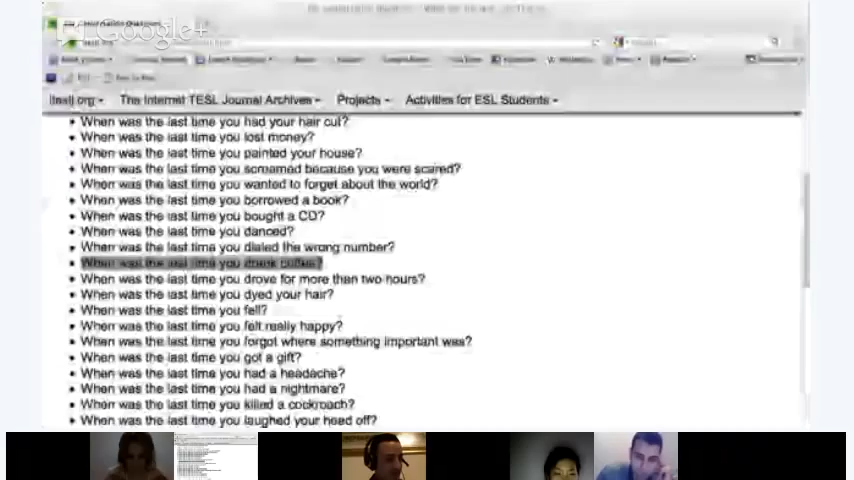 Google+
itesll.org
The Internet TESL Journal Archives
Projects
Activities for ESL Students
When was the last time you had your hair cut?
When was the last time you lost money?
When was the last time you painted your house?
When was the last time you screamed because you were scared?
When was the last time you wanted to forget about the world?
When was the last time you borrowed a book?
When was the last time you bought a CD?
When was the last time you danced?
When was the last time you dialed the wrong number?
When was the last time you drank coffee?
When was the last time you drove for more than two hours?
When was the last time you dyed your hair?
When was the last time you fell?
When was the last time you felt really happy?
When was the last time you forgot where something important was?
When was the last time you got a gift?
When was the last time you had a headache?
When was the last time you had a nightmare?
When was the last time you killed a cockroach?
When was the last time you laughed your head off?